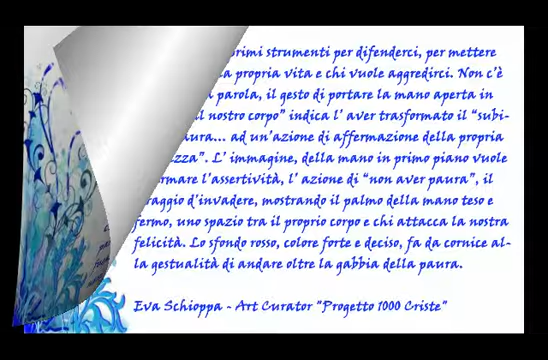 primi strumenti per difenderci, per mettere
la propria vita e chi vuole aggredirci. Non c'è
parola, il gesto di portare la mano aperta in
nostro corpo" indica l' aver trasformato il "subi-
ad un'azione di affermazione della propria
L' immagine, della mano in primo piano vuole
l'assertività, l' azione di "non aver paura", il
d'invadere, mostrando il palmo della mano teso e
fermo, uno spazio tra il proprio corpo e chi attacca la nostra
felicità. Lo sfondo rosso, colore forte e deciso, fa da cornice al-
la gestualità di andare oltre la gabbia della paura.
Eva Schioppa - Art Curator "Progetto 1000 Criste"